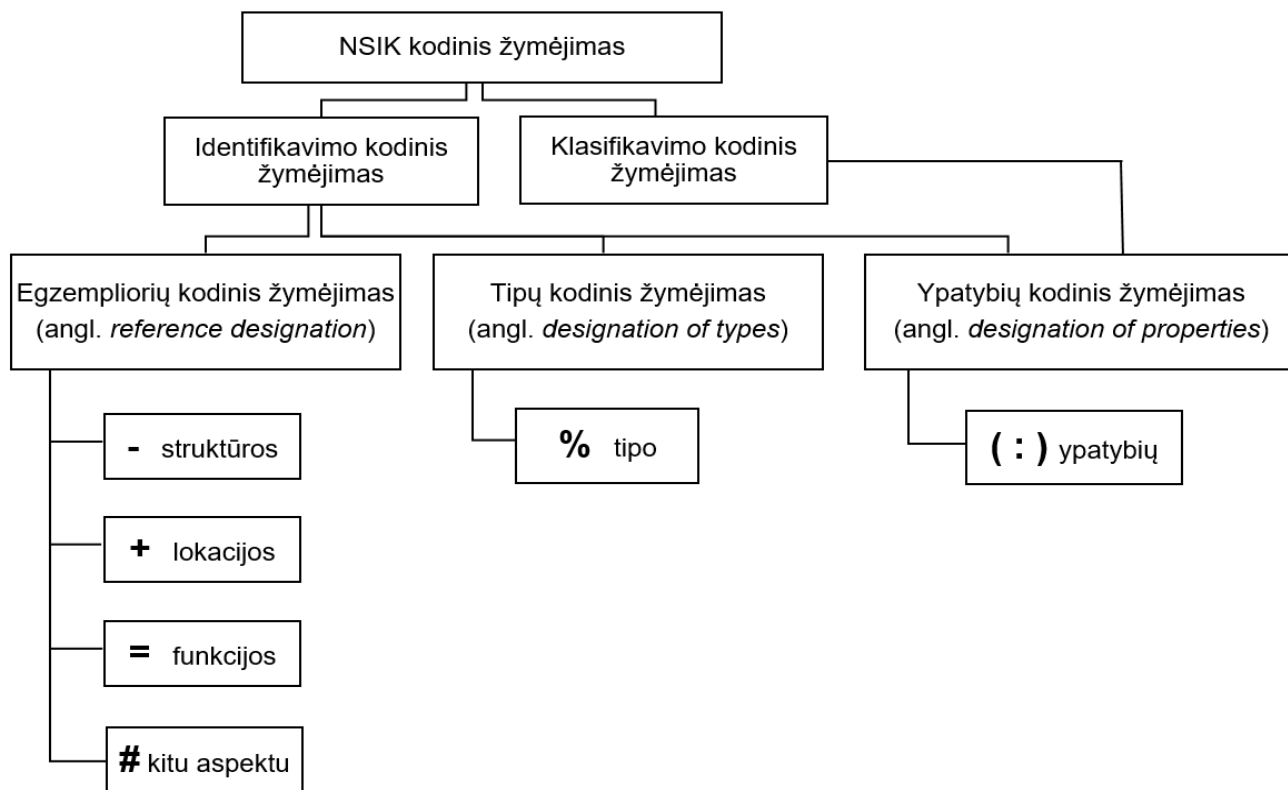 NSIK kodinis žymėjimas
Identifikavimo kodinis
žymėjimas
Klasifikavimo kodinis
žymėjimas
Egzempliorių kodinis žymėjimas
(angl. reference designation)
Tipų kodinis žymėjimas
(angl. designation of types)
Ypatybių kodinis žymėjimas
(angl. designation of properties)
- struktūros
% tipo
( : ) ypatybių
+ lokacijos
= funkcijos
# kitu aspektu